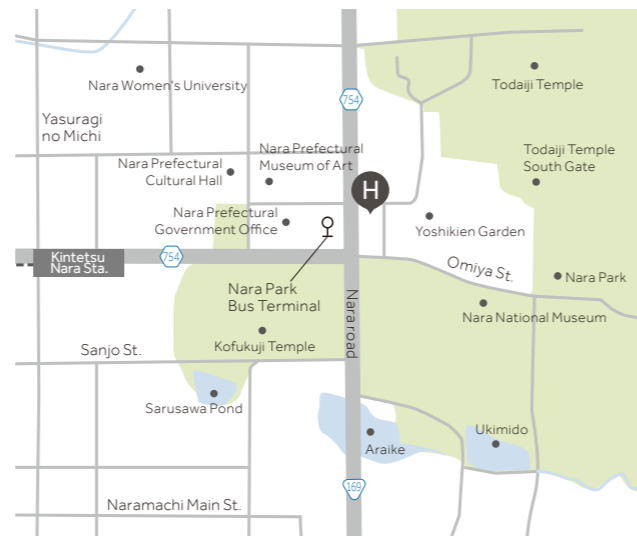 754
Nara Women's University
Todaiji Temple
Yasuragi
no Michi
Nara Prefectural
Museum of Art
Todaiji Temple
South Gate
Nara Prefectural
Cultural Hall
H
Nara Prefectural
Government Office
Yoshikien Garden
Kintetsu
Nara Sta.
754
Omiya St.
Nara Park
Nara Park
Bus Terminal
Nara road
Nara National Museum
Kofukuji Temple
Sanjo St.
Sarusawa Pond
Ukimido
Araike
169
Naramachi Main St.